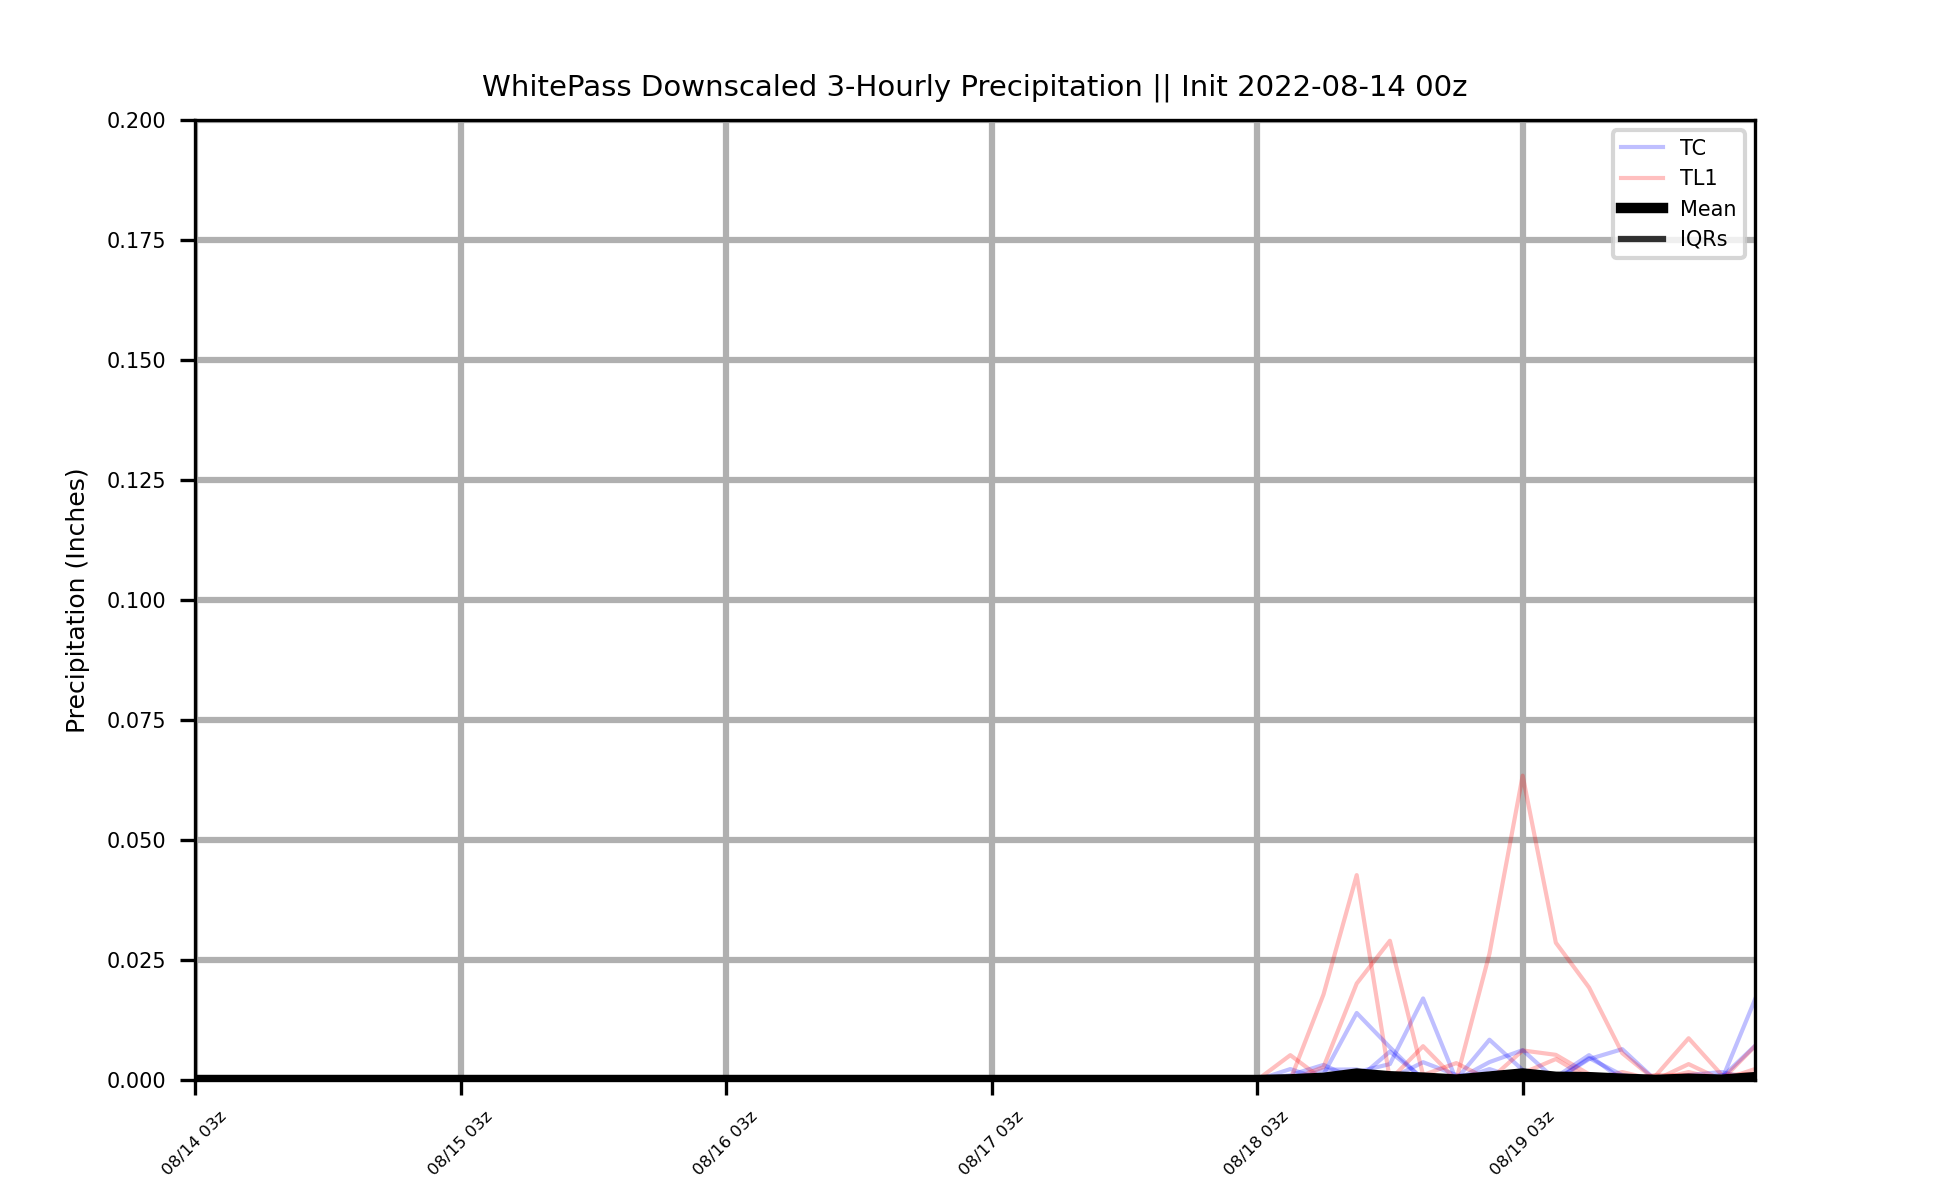 WhitePass Downscaled 3-Hourly Precipitation || Init 2022-08-14 00z
0.200
0.175
0.150
0.125
0.100
0.075
0.050
0.025
0.000
Precipitation (Inches)
TC
TL1
Mean
IQRs
08/14 03z
08/15 03z
08/16 03z
08/17 03z
08/18 03z
08/19 03z